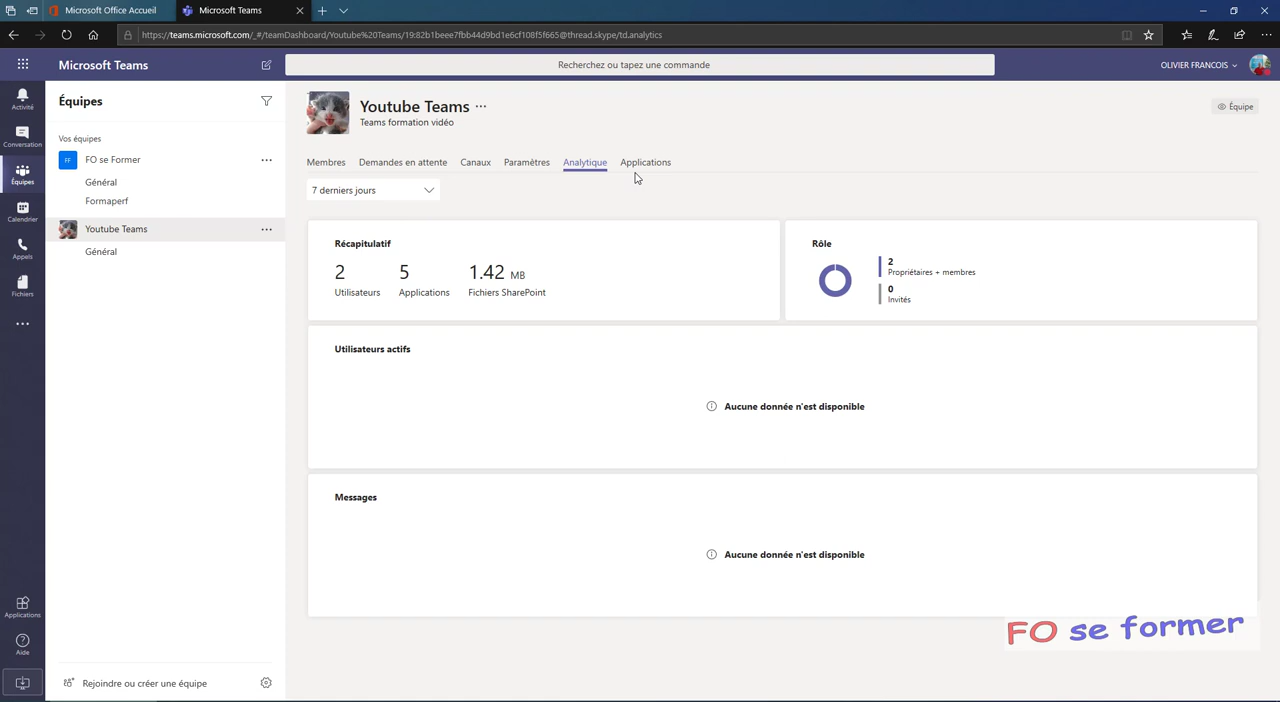 Microsoft Office Accueil
Microsoft Teams
https://teams.microsoft.com/_#/teamDashboard/Youtube%20Teams/19:82b1beee7fbb44d9bd1e6cf108f5f665@thread.skype/td.analytics
Microsoft Teams
Recherchez ou tapez une commande
OLIVIER FRANCOIS
Activité
Conversation
Équipes
Calendrier
Appels
Fichiers
Applications
Aide
Équipes
Vos équipes
FF FO se Former
Général
Formaperf
Youtube Teams
Général
Rejoindre ou créer une équipe
Youtube Teams
Teams formation vidéo
Équipe
Membres Demandes en attente Canaux Paramètres Analytique Applications
7 derniers jours
Récapitulatif
2 5 1.42 MB
Utilisateurs Applications Fichiers SharePoint
Rôle
2
Propriétaires + membres
0
Invités
Utilisateurs actifs
Aucune donnée n'est disponible
Messages
Aucune donnée n'est disponible
FO se former